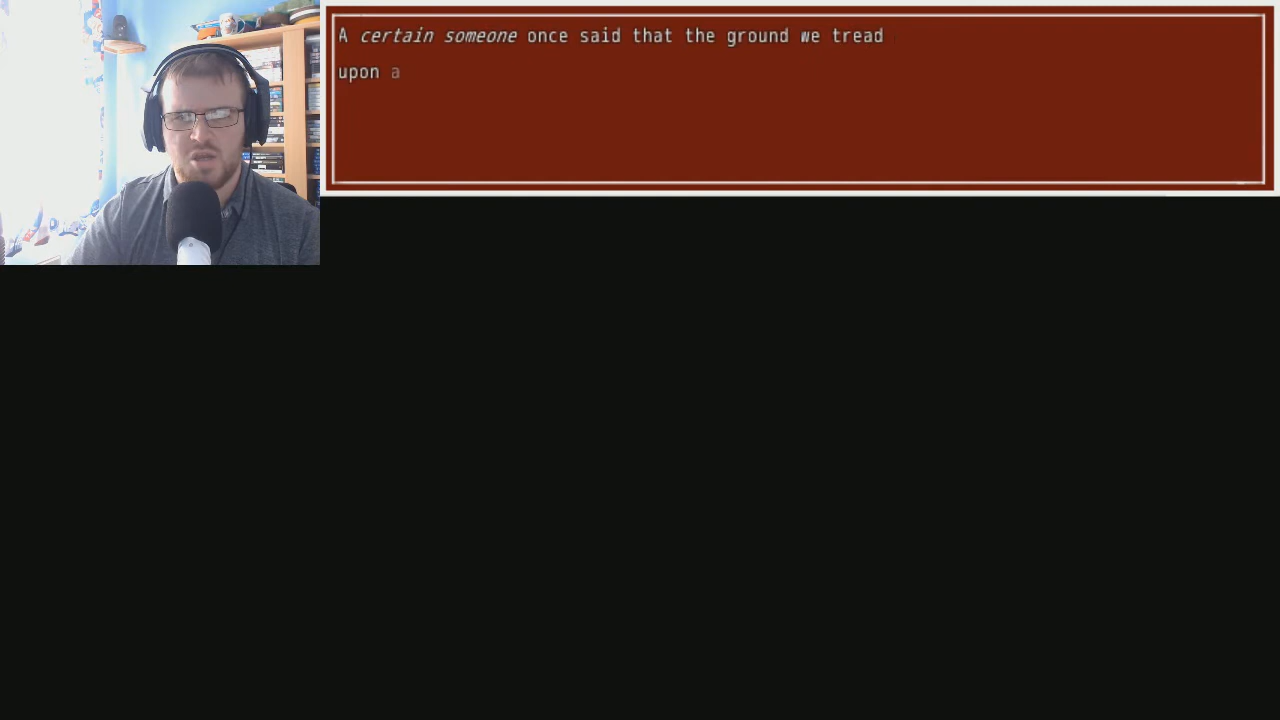 A certain someone once said that the ground we tread
upon a